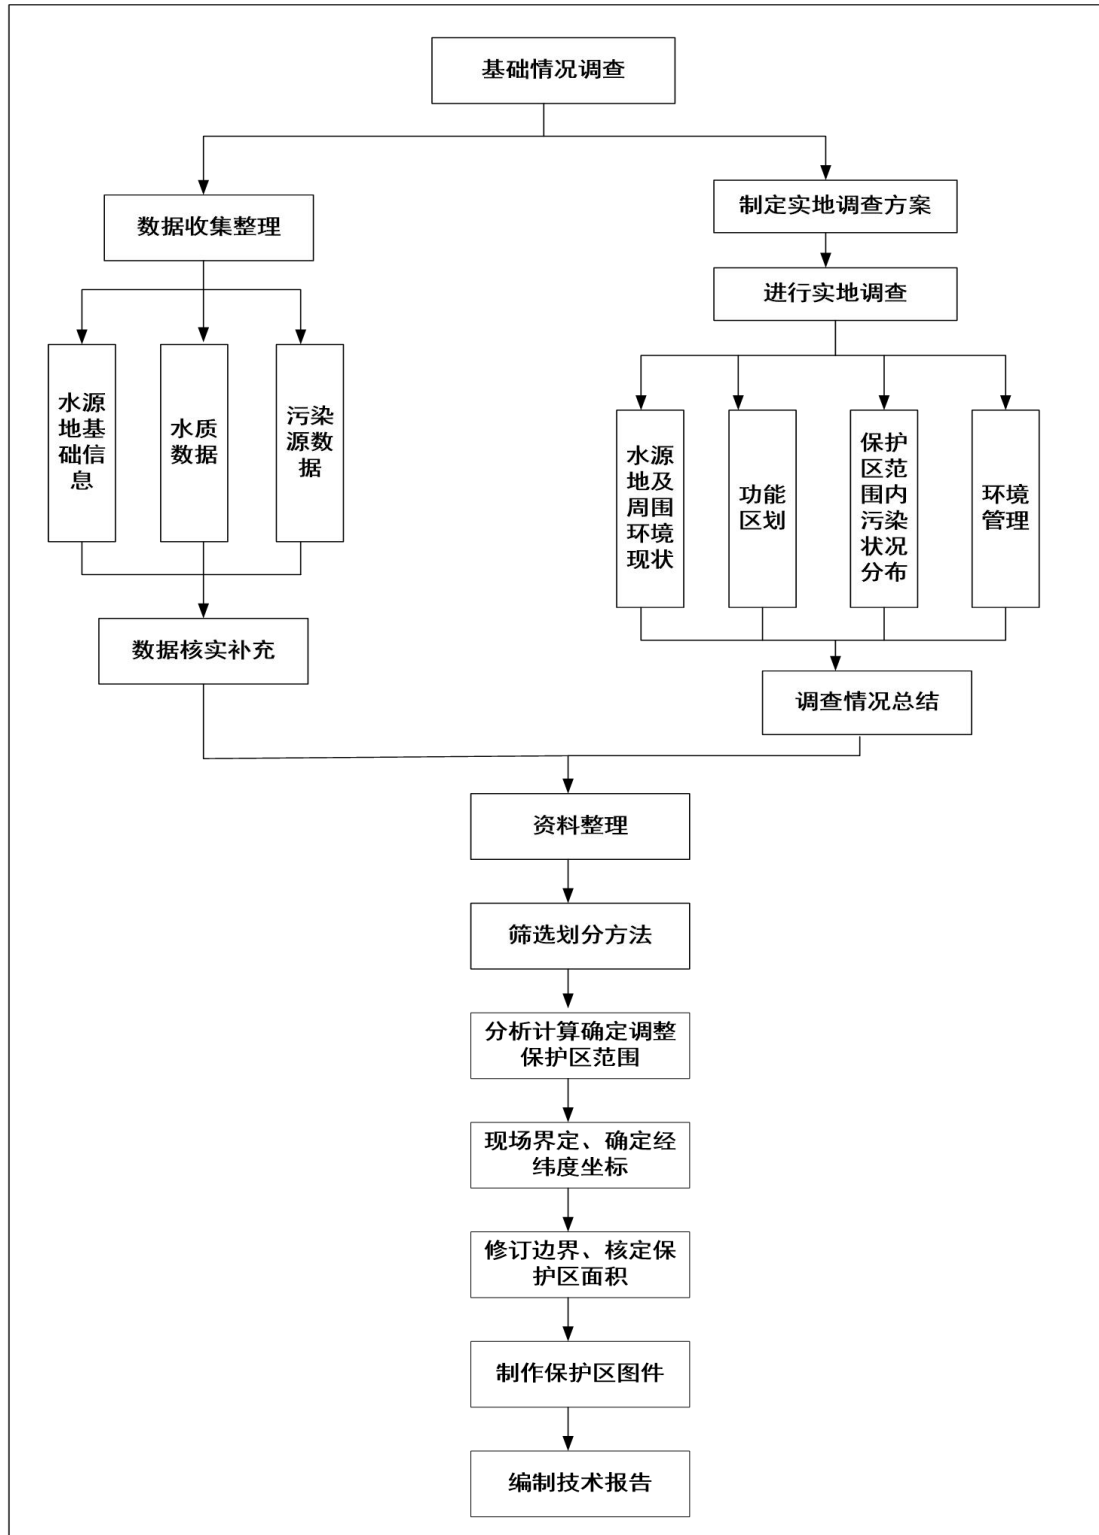 基础情况调查
数据收集整理
制定实地调查方案
进行实地调查
水源
地基
础信
息
水质
数据
污染
源数
据
水源
地及
周围
环境
现状
功能
区划
保护
区范
围内
污染
状况
分布
环境
管理
数据核实补充
调查情况总结
资料整理
筛选划分方法
分析计算确定调整
保护区范围
现场界定、确定经
纬度坐标
修订边界、核定保
护区面积
制作保护区图件
编制技术报告